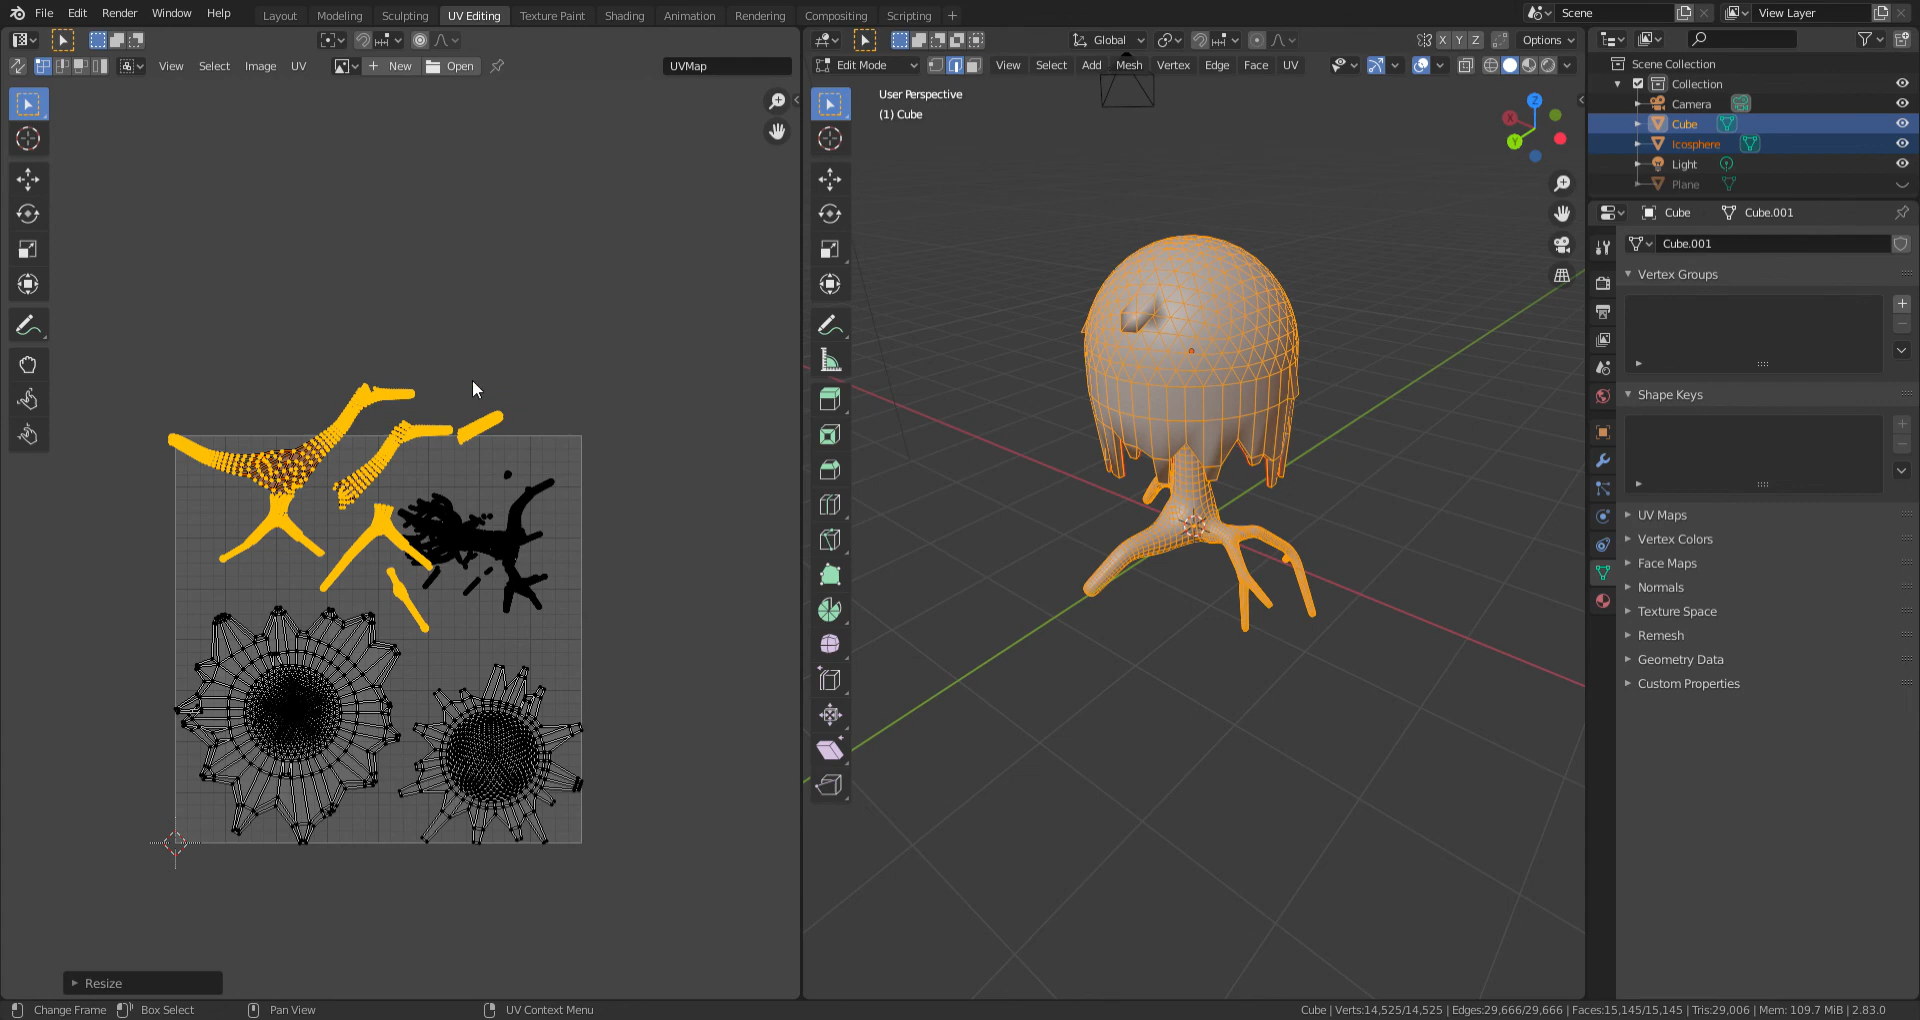 File Edit Render Window Help
Layout Modeling Sculpting UV Editing Texture Paint Shading Animation Rendering Compositing Scripting +
Scene
View Layer
View Select Image UV
New
Open
UVMap
Global
Options
X Y Z
Edit Mode
View Select Add Mesh Vertex Edge Face UV
User Perspective
(1) Cube
Z
X
Y
Resize
Scene Collection
Collection
Camera
Cube
Icosphere
Light
Plane
Cube
Cube.001
Cube.001
Vertex Groups
Shape Keys
UV Maps
Vertex Colors
Face Maps
Normals
Texture Space
Remesh
Geometry Data
Custom Properties
Change Frame
Box Select
Pan View
UV Context Menu
Cube | Verts:14,525/14,525 | Edges:29,666/29,666 | Faces:15,145/15,145 | Tris:29,006 | Mem: 109.7 MiB | 2.83.0